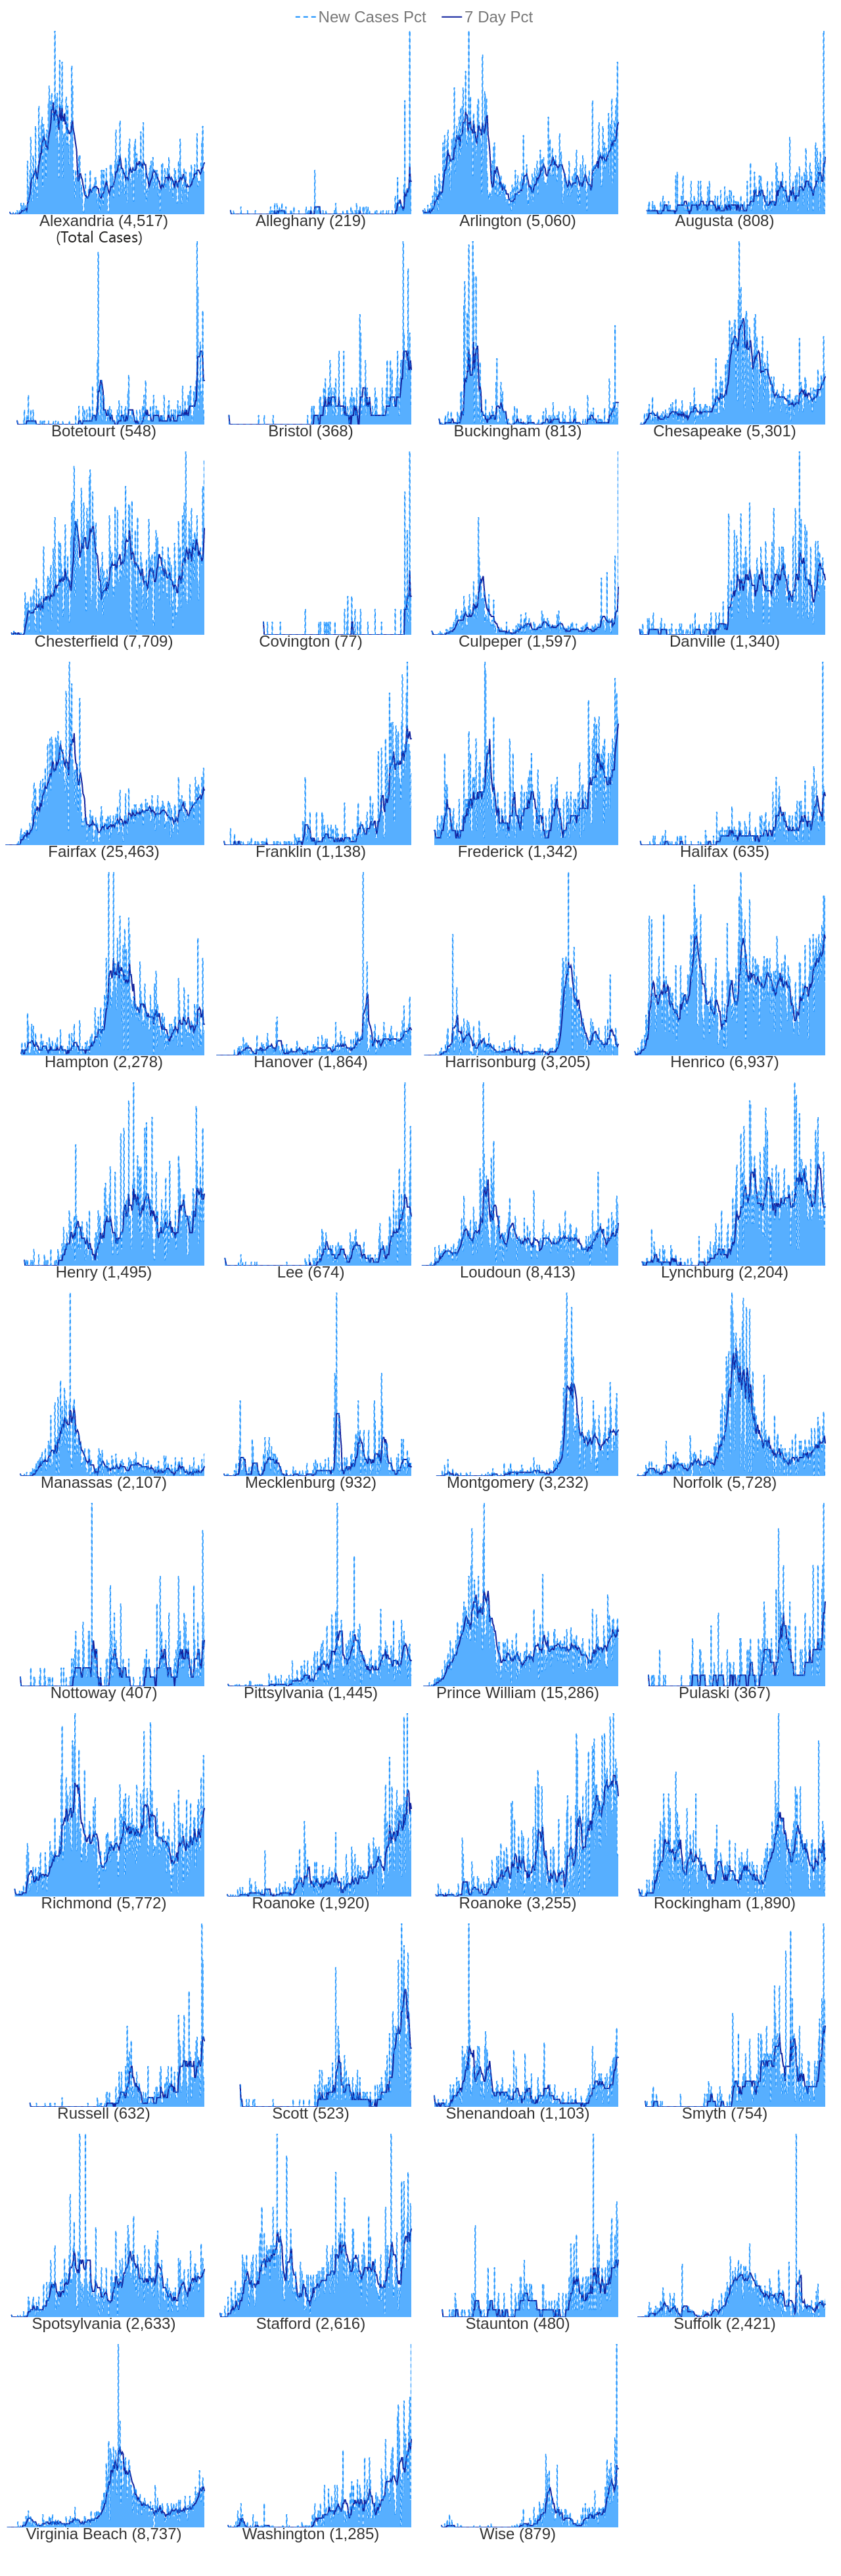 New Cases Pct 7 Day Pct
Alexandria (4,517) Alleghany (219) Arlington (5,060) Augusta (808)
(Total Cases)
Botetourt (548) Bristol (368) Buckingham (813) Chesapeake (5,301)
Chesterfield (7,709) Covington (77) Culpeper (1,597) Danville (1,340)
Fairfax (25,463) Franklin (1,138) Frederick (1,342) Halifax (635)
Hampton (2,278) Hanover (1,864) Harrisonburg (3,205) Henrico (6,937)
Henry (1,495) Lee (674) Loudoun (8,413) Lynchburg (2,204)
Manassas (2,107) Mecklenburg (932) Montgomery (3,232) Norfolk (5,728)
Nottoway (407) Pittsylvania (1,445) Prince William (15,286) Pulaski (367)
Richmond (5,772) Roanoke (1,920) Roanoke (3,255) Rockingham (1,890)
Russell (632) Scott (523) Shenandoah (1,103) Smyth (754)
Spotsylvania (2,633) Stafford (2,616) Staunton (480) Suffolk (2,421)
Virginia Beach (8,737) Washington (1,285) Wise (879)